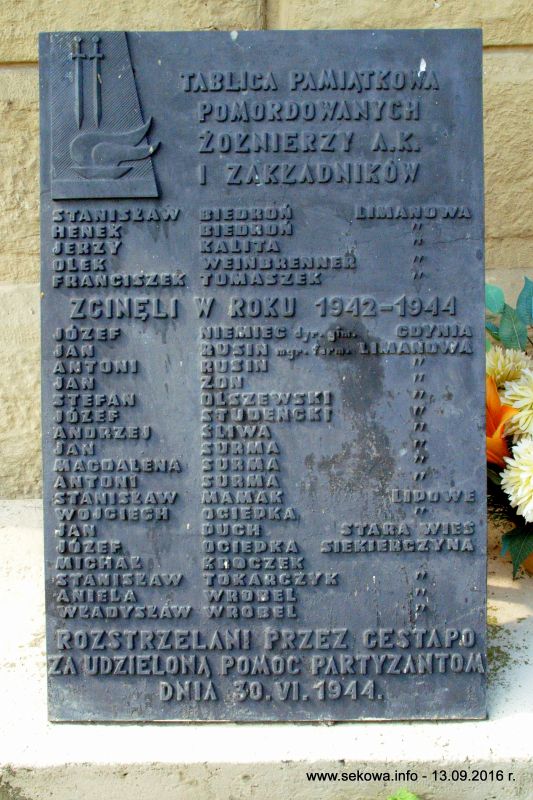 TABLICA PAMIĄTKOWA
POMORDOWANYCH
ŻOŁNIERZY A.K.
I ZAKŁADNIKÓW
STANISŁAW BIEDROŃ LIMANOWA
HENEK BIEDROŃ "
JERZY KALITA "
OLEK WEINBRENNER "
FRANCISZEK TOMASZEK "
ZGINĘLI W ROKU 1942-1944
JÓZEF NIEMIEC dyr. gim. GDYNIA
JAN RUSIN mgr. farm. LIMANOWA
ANTONI RUSIN "
JAN ZOŃ "
STEFAN OLSZEWSKI "
JÓZEF STUDENCKI "
ANDRZEJ ŚLIWA "
JAN SURMA "
MAGDALENA SURMA "
ANTONI SURMA "
STANISŁAW MAMAK LIPOWE
WOJCIECH OCIEPKA "
JAN DUCH STARA WIEŚ
JÓZEF OCIEPKA SIEKIERCZYNA
MICHAŁ KROCZEK
STANISŁAW TOKARCZYK "
ANIELA WRÓBEL "
WŁADYSŁAW WRÓBEL "
ROZSTRZELANI PRZEZ GESTAPO
ZA UDZIELONĄ POMOC PARTYZANTOM
DNIA 30. VI. 1944.
www.sekowa.info - 13.09.2016 r.